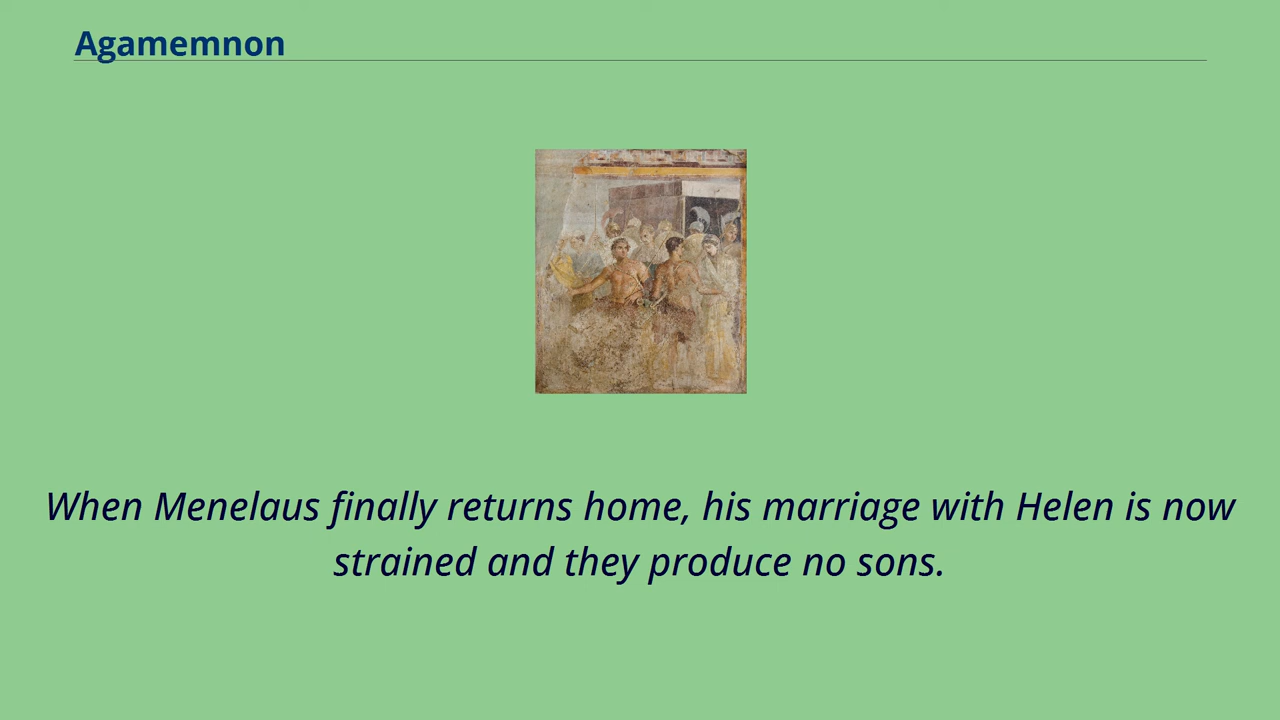 Agamemnon
When Menelaus finally returns home, his marriage with Helen is now
strained and they produce no sons.